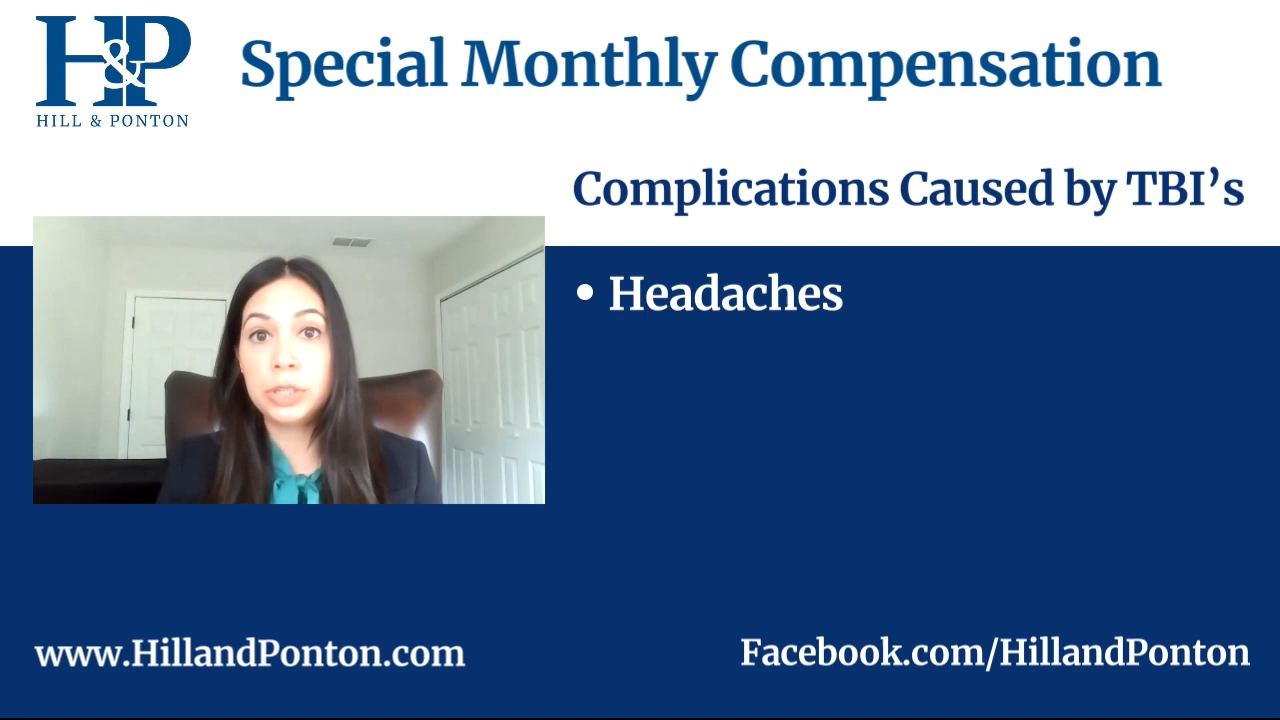 H&P
HILL & PONTON
Special Monthly Compensation
Complications Caused by TBI’s
• Headaches
www.HillandPonton.com
Facebook.com/HillandPonton